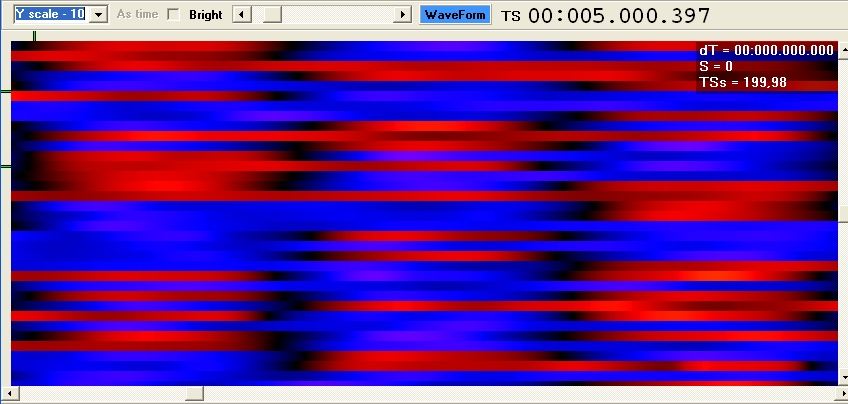 Y scale - 10 As time Bright WaveForm TS 00:005.000.397
dT = 00:000.000.000
S = 0
TSs = 199,98